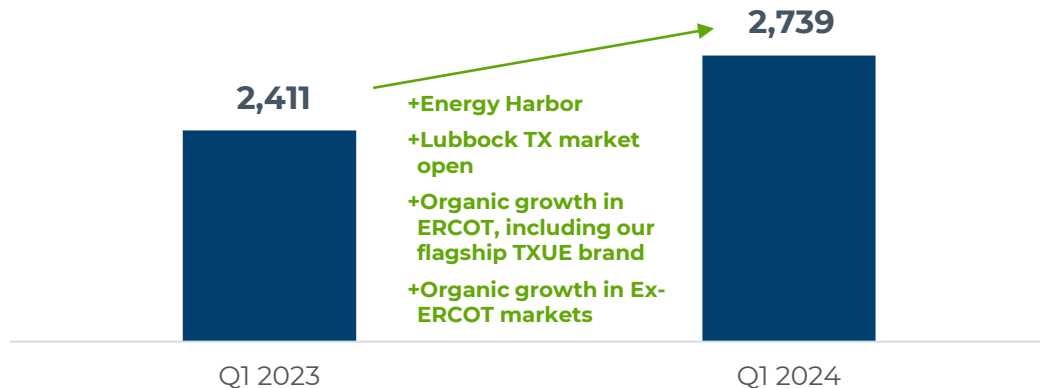 2,739
2,411
+Energy Harbor
+Lubbock TX market
open
+Organic growth in
ERCOT, including our
flagship TXUE brand
+Organic growth in Ex-
ERCOT markets
Q1 2023
Q1 2024